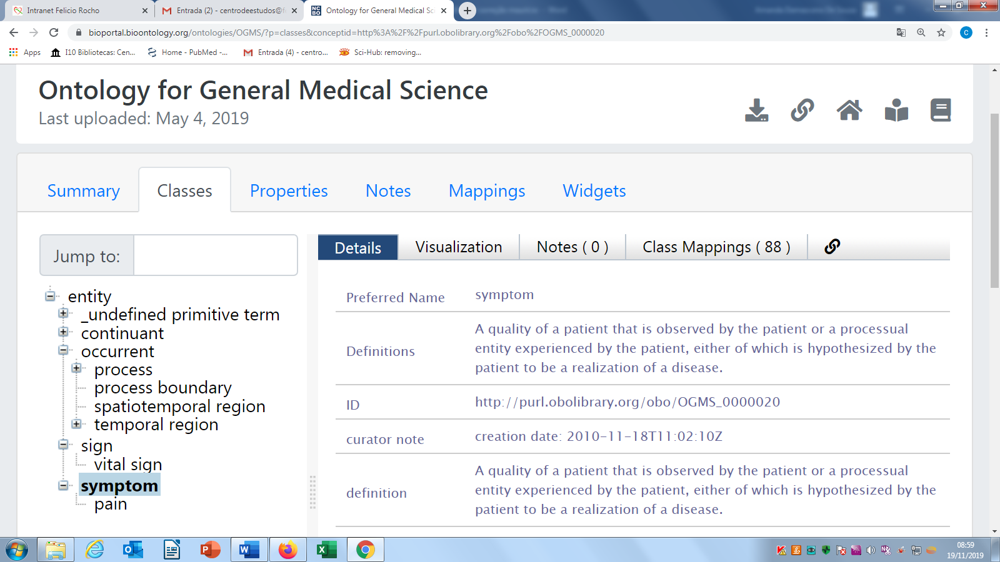 Intranet Felicio Rocho
Entrada (2) - centrodeestudos@f
Ontology for General Medical Sc
bioportal.bioontology.org/ontologies/OGMS/?p=classes&conceptid=http%3A%2F%2Fpurl.obolibrary.org%2Fobo%2FOGMS_0000020
C
Apps
I10 Bibliotecas: Cen...
Home - PubMed -...
Entrada (4) - centro...
Sci-Hub: removing...
Ontology for General Medical Science
Last uploaded: May 4, 2019
Summary
Classes
Properties
Notes
Mappings
Widgets
Jump to:
entity
_undefined primitive term
continuant
occurrent
process
process boundary
spatiotemporal region
temporal region
sign
vital sign
symptom
pain
Details
Visualization
Notes ( 0 )
Class Mappings ( 88 )
Preferred Name
symptom
Definitions
A quality of a patient that is observed by the patient or a processual
entity experienced by the patient, either of which is hypothesized by the
patient to be a realization of a disease.
ID
http://purl.obolibrary.org/obo/OGMS_0000020
curator note
creation date: 2010-11-18T11:02:10Z
definition
A quality of a patient that is observed by the patient or a processual
entity experienced by the patient, either of which is hypothesized by the
patient to be a realization of a disease.
08:59
19/11/2019